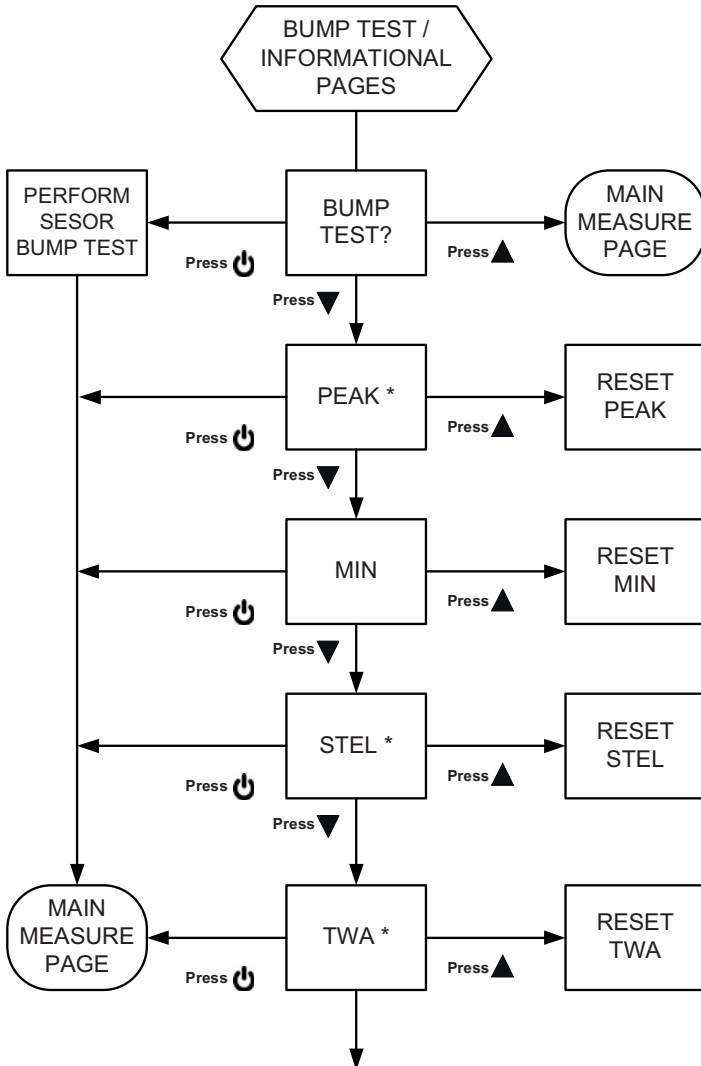 BUMP TEST /
INFORMATIONAL
PAGES
PERFORM
SESOR
BUMP TEST
BUMP
TEST?
MAIN
MEASURE
PAGE
Press
Press
Press
PEAK *
RESET
PEAK
Press
Press
Press
MIN
RESET
MIN
Press
Press
Press
STEL *
RESET
STEL
Press
Press
Press
MAIN
MEASURE
PAGE
TWA *
RESET
TWA
Press
Press